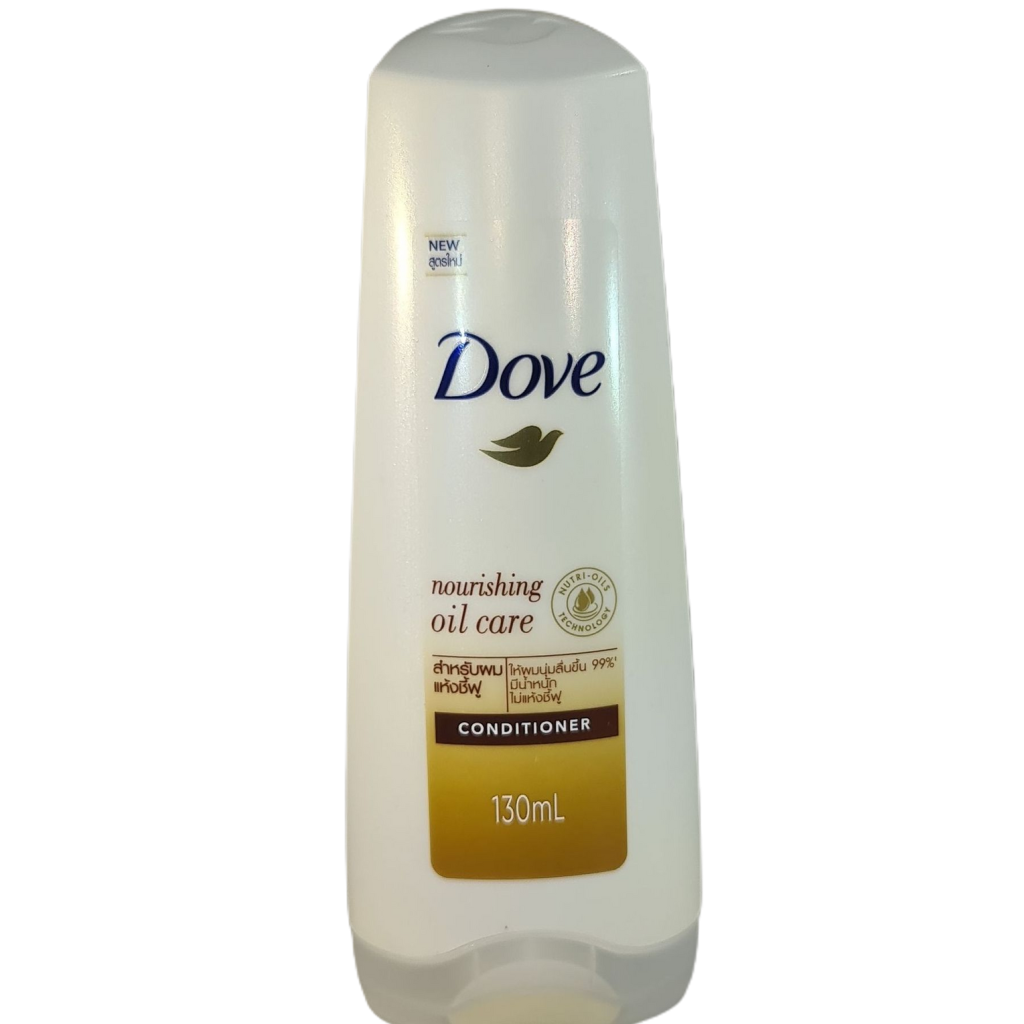 NEW
สูตรใหม่
Dove
nourishing
oil care
NUTRI-OILS
TECHNOLOGY
สำหรับผม
แห้งชี้ฟู
ให้ผมนุ่มลื่นขึ้น 99%¹
มีน้ำหนัก
ไม่แห้งชี้ฟู
CONDITIONER
130mL